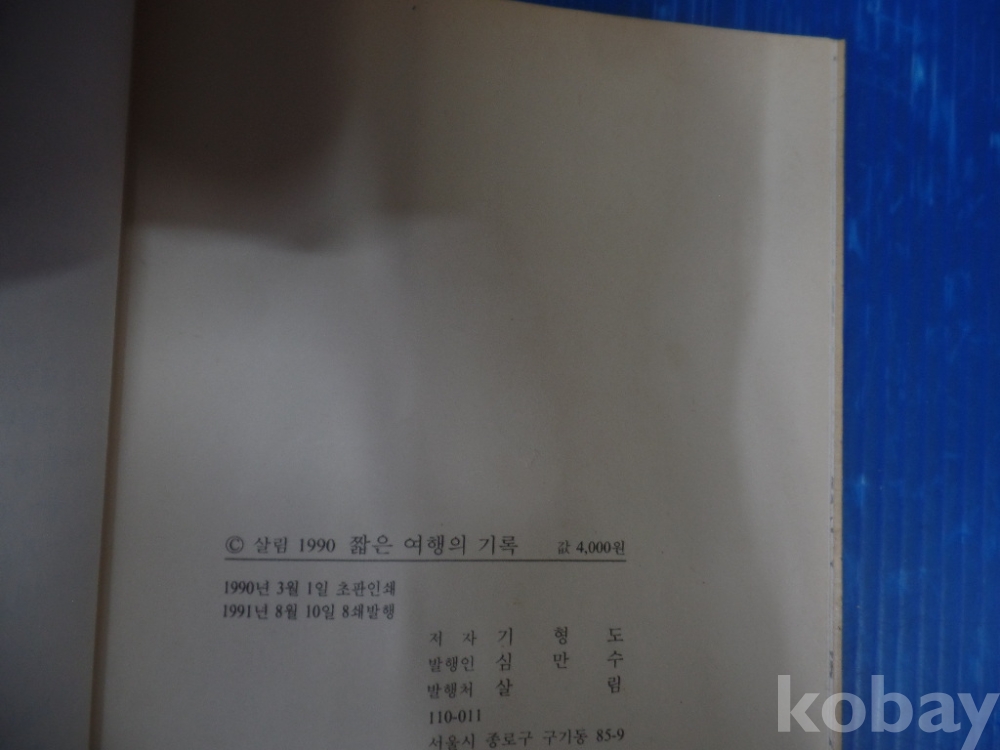 © 살림 1990 짧은 여행의 기록 값 4,000원
1990년 3월 1일 초판인쇄
1991년 8월 10일 8쇄발행
저 자 기 형 도
발행인 심 만 수
발행처 살 림
110-011
서울시 종로구 구기동 85-9
kobay